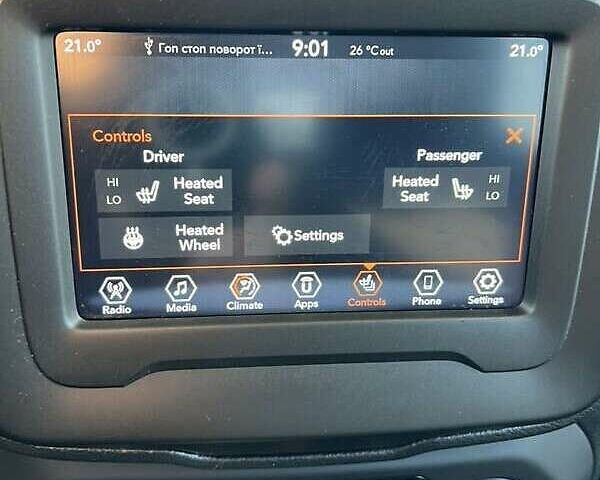 21.0° Гоп стоп поворот ї... 9:01 26 °C out 21.0°
Controls
Driver Passenger
HI Heated Heated HI
LO Seat Seat LO
Heated Settings
Wheel
Radio Media Climate Apps Controls Phone Settings